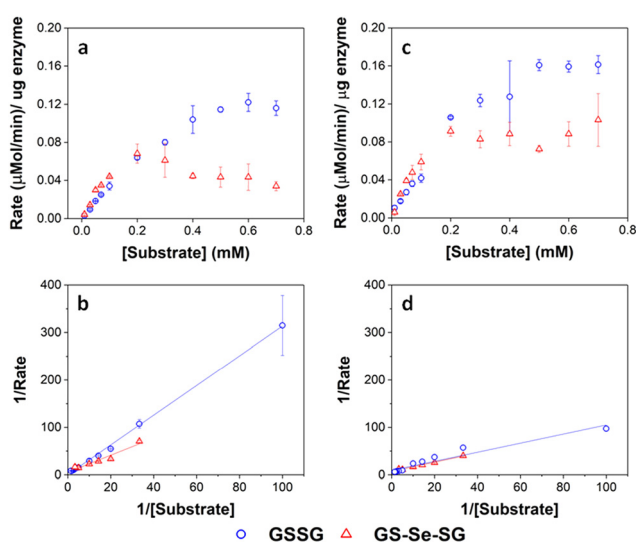 a
Rate (μMol/min)/ ug enzyme
0.20
0.16
0.12
0.08
0.04
0.00
0.0 0.2 0.4 0.6 0.8
[Substrate] (mM)
c
Rate (μMol/min)/ μg enzyme
0.20
0.16
0.12
0.08
0.04
0.00
0.0 0.2 0.4 0.6 0.8
[Substrate] (mM)
b
1/Rate
400
300
200
100
0
0 20 40 60 80 100
1/[Substrate]
d
1/Rate
400
300
200
100
0
0 20 40 60 80 100
1/[Substrate]
GSSG GS-Se-SG